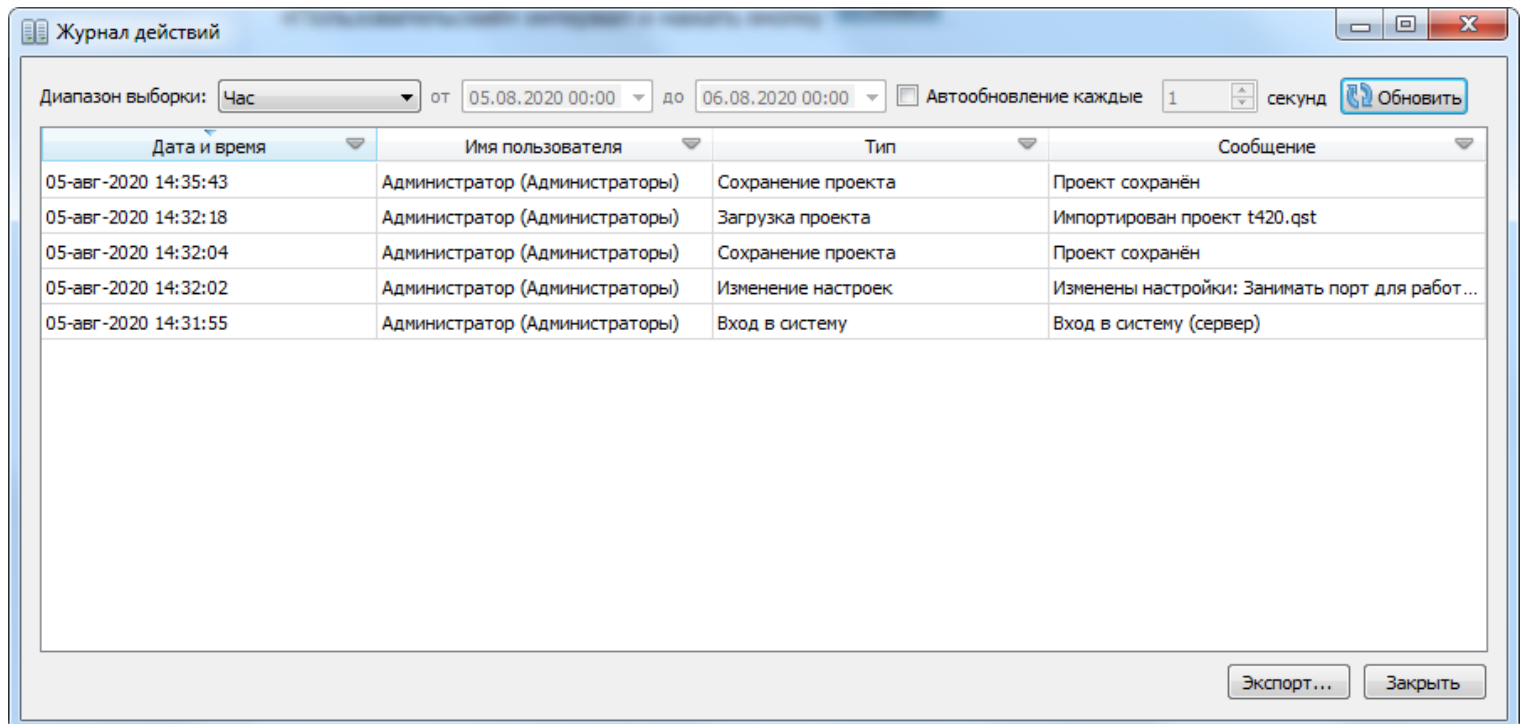 Журнал действий
Диапазон выборки: Час от 05.08.2020 00:00 до 06.08.2020 00:00 Автообновление каждые 1 секунд Обновить
Дата и время Имя пользователя Тип Сообщение
05-авг-2020 14:35:43 Администратор (Администраторы) Сохранение проекта Проект сохранён
05-авг-2020 14:32:18 Администратор (Администраторы) Загрузка проекта Импортирован проект t420.qst
05-авг-2020 14:32:04 Администратор (Администраторы) Сохранение проекта Проект сохранён
05-авг-2020 14:32:02 Администратор (Администраторы) Изменение настроек Изменены настройки: Занимать порт для работ...
05-авг-2020 14:31:55 Администратор (Администраторы) Вход в систему Вход в систему (сервер)
Экспорт... Закрыть